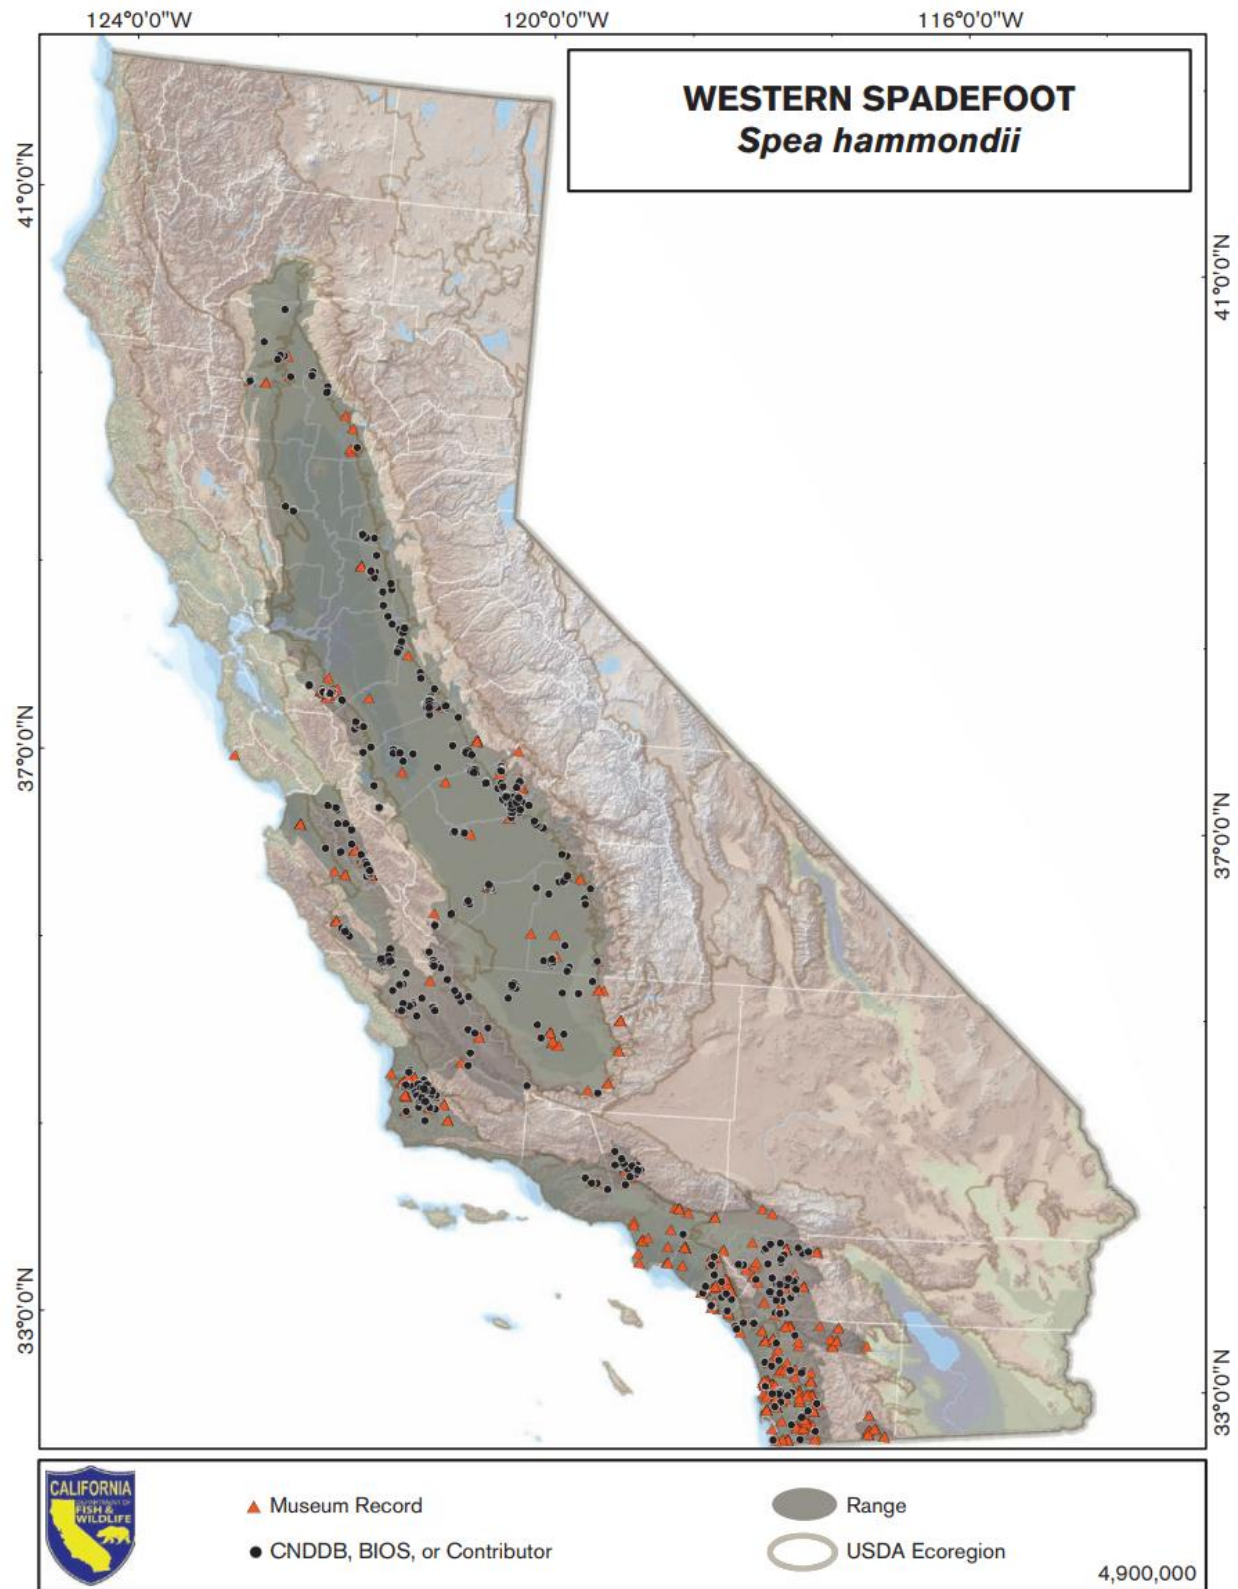 124°0'0"W 120°0'0"W 116°0'0"W
WESTERN SPADEFOOT
Spea hammondii
41°0'0"N
41°0'0"N
37°0'0"N
37°0'0"N
33°0'0"N
33°0'0"N
CALIFORNIA
DEPARTMENT OF
FISH &
WILDLIFE
Museum Record
CNDDB, BIOS, or Contributor
Range
USDA Ecoregion
4,900,000